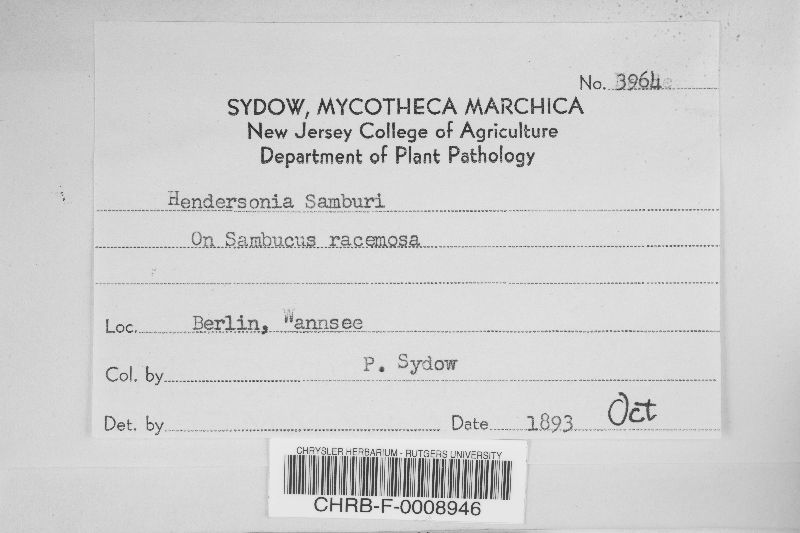 No. 3964
SYDOW, MYCOTHECA MARCHICA
New Jersey College of Agriculture
Department of Plant Pathology
Hendersonia Samburi
On Sambucus racemosa
Loc. Berlin, Wannsee
Col. by P. Sydow
Det. by Date 1893 Oct
CHRYSLER HERBARIUM - RUTGERS UNIVERSITY
CHRB-F-0008946